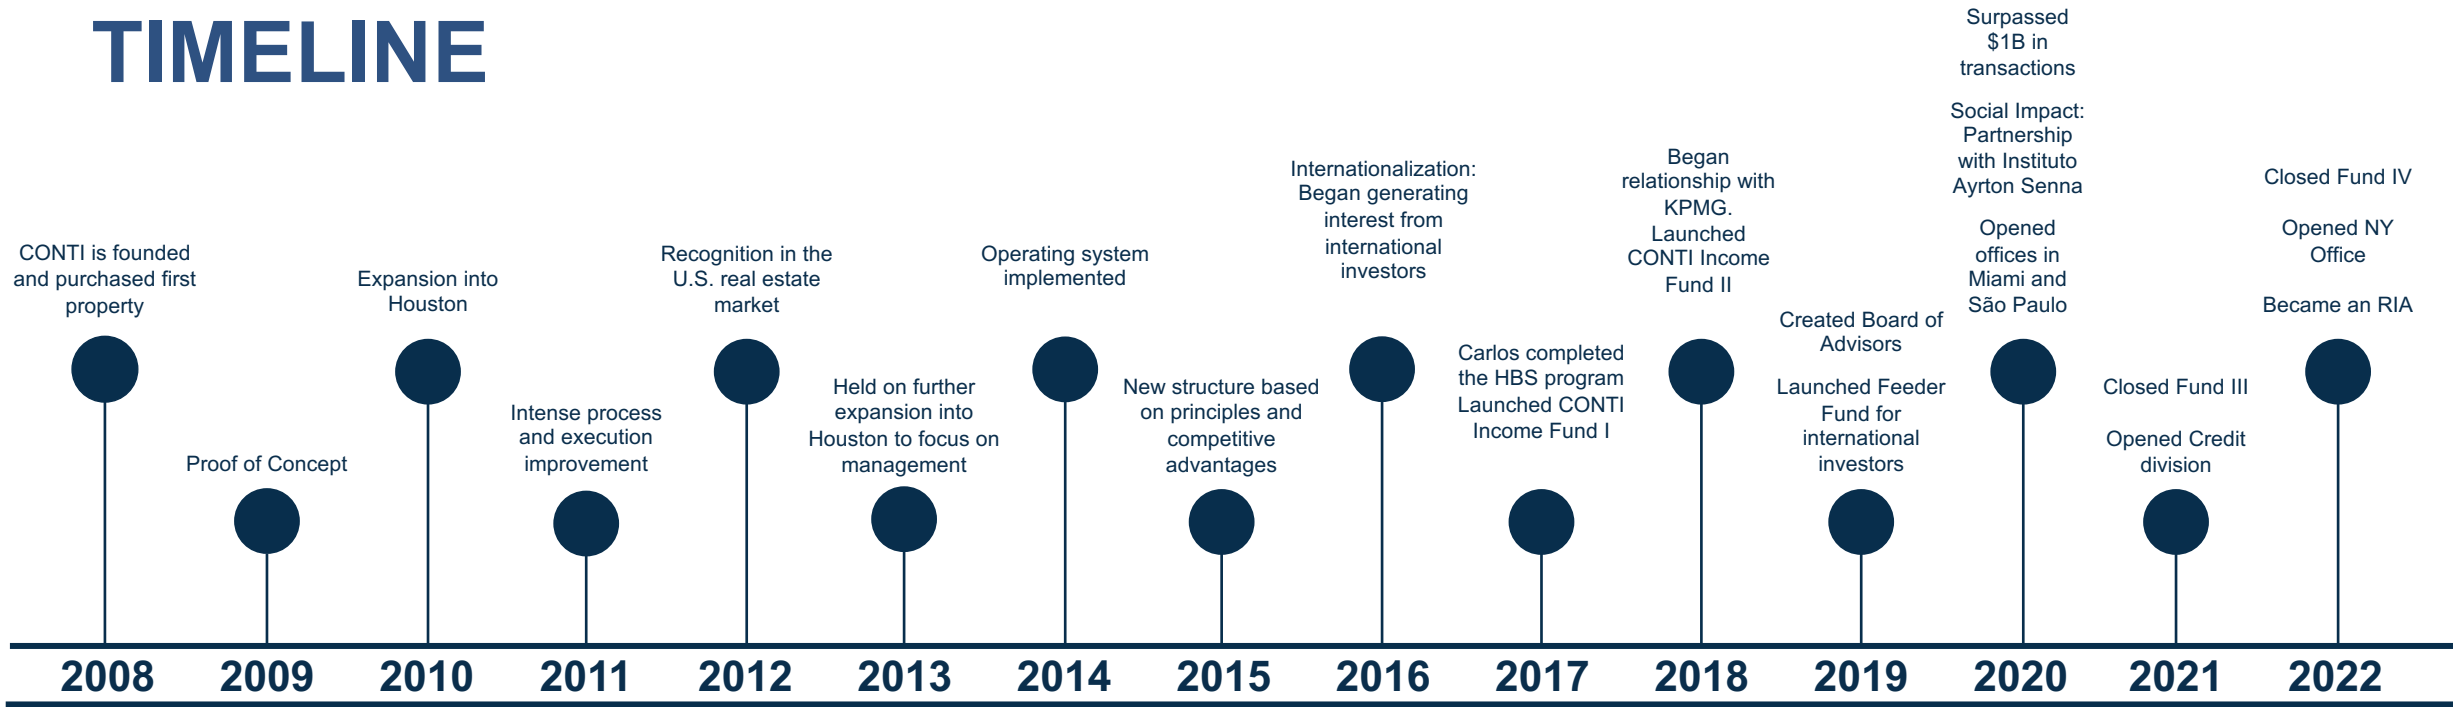 TIMELINE
CONTI is founded
and purchased first
property
Proof of Concept
Expansion into
Houston
Intense process
and execution
improvement
Recognition in the
U.S. real estate
market
Held on further
expansion into
Houston to focus on
management
Operating system
implemented
New structure based
on principles and
competitive
advantages
Internationalization:
Began generating
interest from
international
investors
Carlos completed
the HBS program
Launched CONTI
Income Fund I
Began
relationship with
KPMG.
Launched
CONTI Income
Fund II
Created Board of
Advisors
Launched Feeder
Fund for
international
investors
Surpassed
$1B in
transactions
Social Impact:
Partnership
with Instituto
Ayrton Senna
Opened
offices in
Miami and
São Paulo
Closed Fund III
Opened Credit
division
Closed Fund IV
Opened NY
Office
Became an RIA
2008 2009 2010 2011 2012 2013 2014 2015 2016 2017 2018 2019 2020 2021 2022